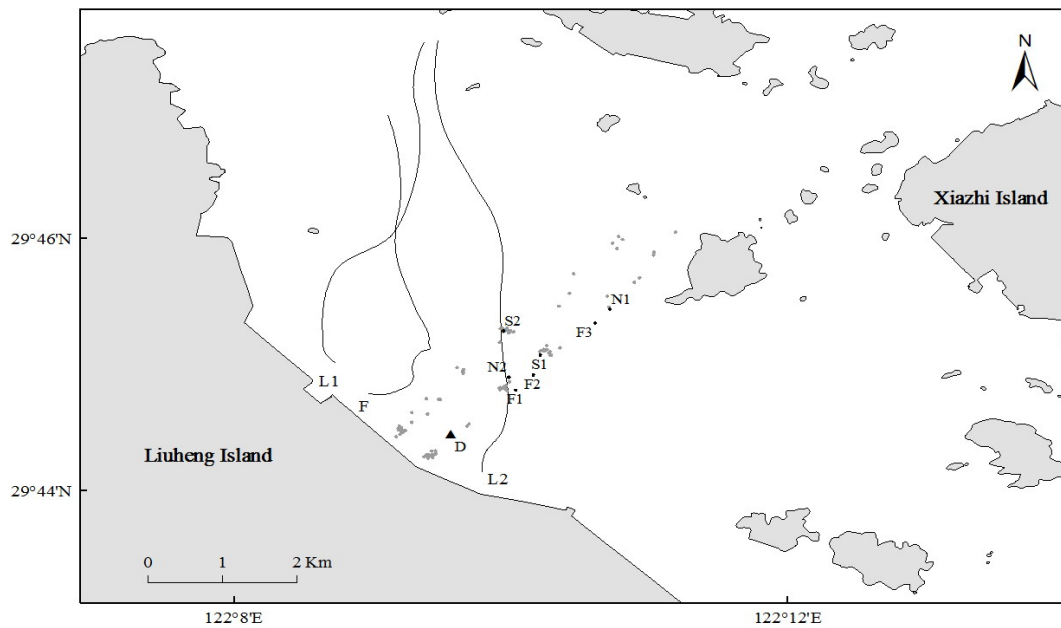 N
Xiazhi Island
29°46'N
N1
F3
S2
S1
N2
F2
L1
F1
F
D
Liuheng Island
L2
29°44'N
0 1 2 Km
122°8'E
122°12'E